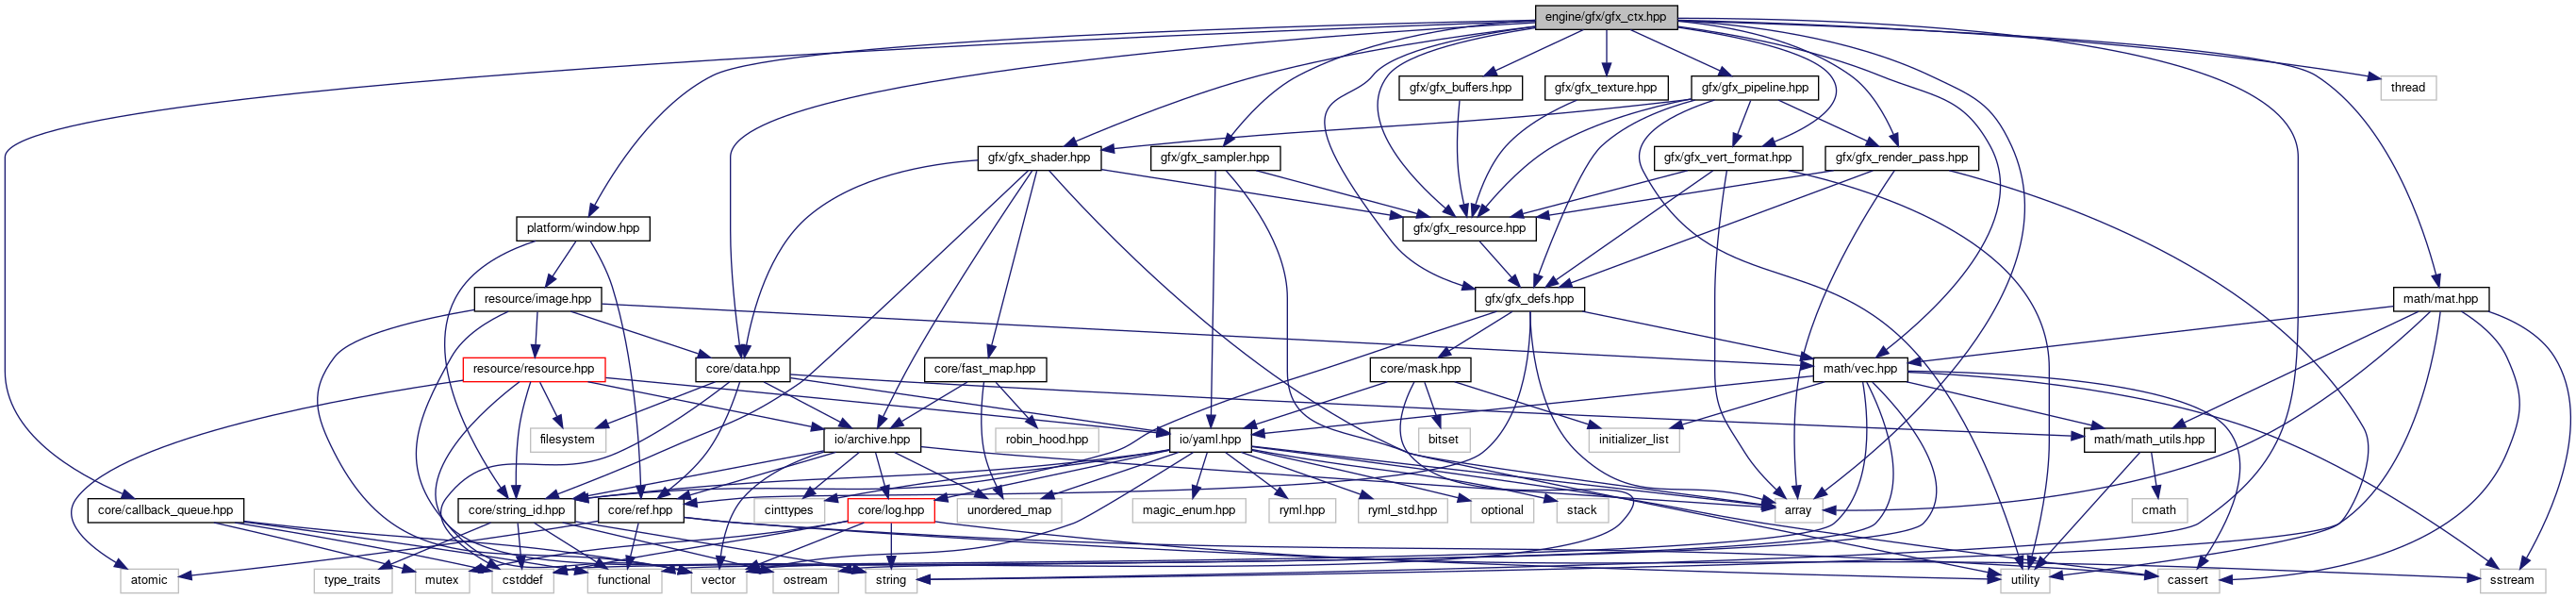 engine/gfx/gfx_ctx.hpp
gfx/gfx_buffers.hpp
gfx/gfx_texture.hpp
gfx/gfx_pipeline.hpp
thread
gfx/gfx_shader.hpp
gfx/gfx_sampler.hpp
gfx/gfx_vert_format.hpp
gfx/gfx_render_pass.hpp
platform/window.hpp
gfx/gfx_resource.hpp
resource/image.hpp
gfx/gfx_defs.hpp
math/mat.hpp
resource/resource.hpp
core/data.hpp
core/fast_map.hpp
core/mask.hpp
math/vec.hpp
filesystem
io/archive.hpp
robin_hood.hpp
io/yaml.hpp
bitset
initializer_list
math/math_utils.hpp
core/callback_queue.hpp
core/string_id.hpp
core/ref.hpp
cinttypes
core/log.hpp
unordered_map
magic_enum.hpp
ryml.hpp
ryml_std.hpp
optional
stack
array
cmath
atomic
type_traits
mutex
cstddef
functional
vector
ostream
string
utility
cassert
sstream